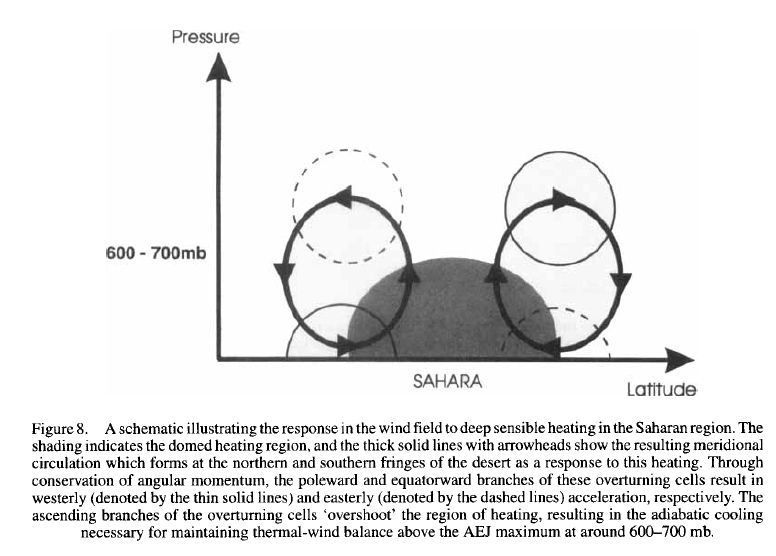 Pressure
600 - 700mb
SAHARA
Latitude
Figure 8. A schematic illustrating the response in the wind field to deep sensible heating in the Saharan region. The
shading indicates the domed heating region, and the thick solid lines with arrowheads show the resulting meridional
circulation which forms at the northern and southern fringes of the desert as a response to this heating. Through
conservation of angular momentum, the poleward and equatorward branches of these overturning cells result in
westerly (denoted by the thin solid lines) and easterly (denoted by the dashed lines) acceleration, respectively. The
ascending branches of the overturning cells ‘overshoot’ the region of heating, resulting in the adiabatic cooling
necessary for maintaining thermal-wind balance above the AEJ maximum at around 600–700 mb.